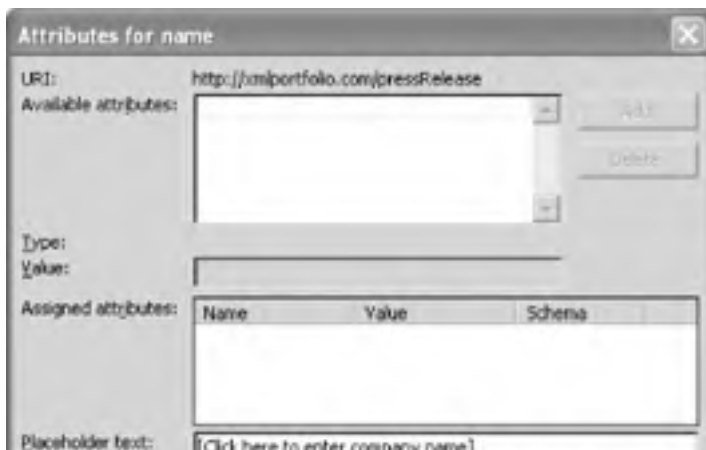 Attributes for name
URI: http://xmlportfolio.com/pressRelease
Available attributes:
Add
Delete
Type:
Value:
Assigned attributes: Name Value Schema
Placeholder text: [Click here to enter company name]